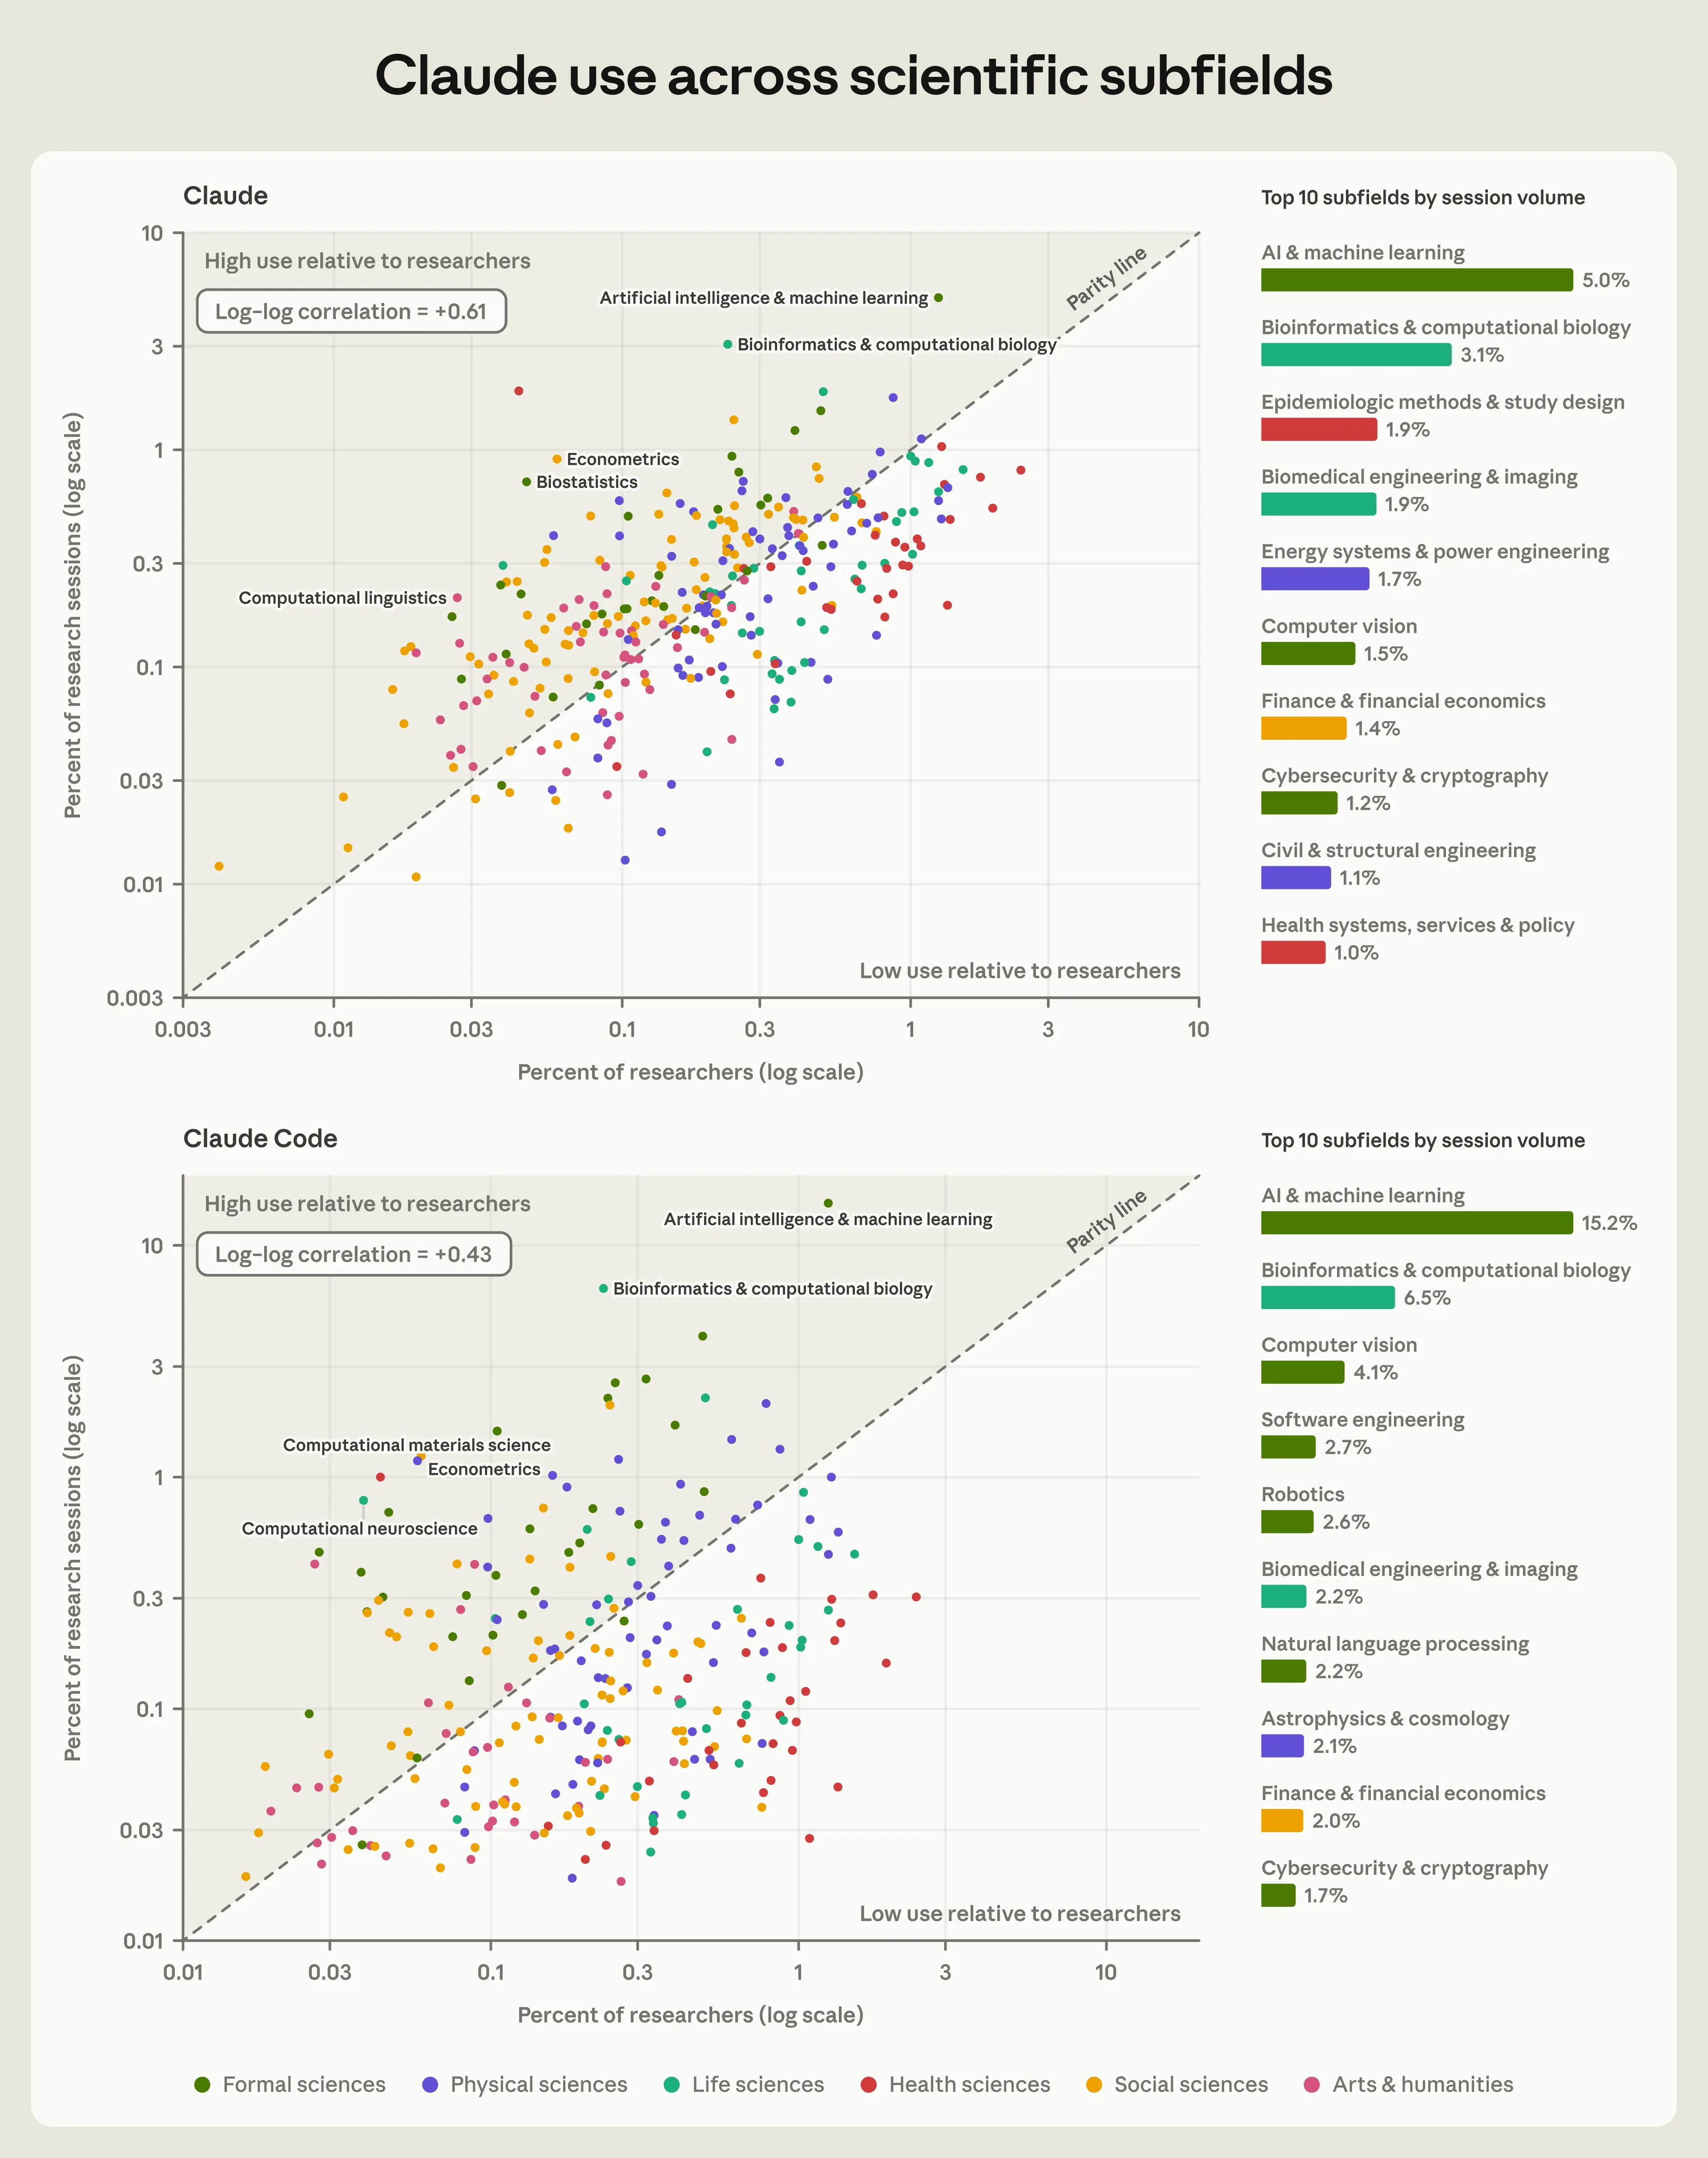 Claude use across scientific subfields
Claude
High use relative to researchers
Log-log correlation = +0.61
Parity line
Artificial intelligence & machine learning
Bioinformatics & computational biology
Econometrics
Biostatistics
Computational linguistics
Low use relative to researchers
Percent of research sessions (log scale)
10
3
1
0.3
0.1
0.03
0.01
0.003
0.003 0.01 0.03 0.1 0.3 1 3 10
Percent of researchers (log scale)
Top 10 subfields by session volume
AI & machine learning
5.0%
Bioinformatics & computational biology
3.1%
Epidemiologic methods & study design
1.9%
Biomedical engineering & imaging
1.9%
Energy systems & power engineering
1.7%
Computer vision
1.5%
Finance & financial economics
1.4%
Cybersecurity & cryptography
1.2%
Civil & structural engineering
1.1%
Health systems, services & policy
1.0%
Claude Code
High use relative to researchers
Log-log correlation = +0.43
Parity line
Artificial intelligence & machine learning
Bioinformatics & computational biology
Computational materials science
Econometrics
Computational neuroscience
Low use relative to researchers
Percent of research sessions (log scale)
10
3
1
0.3
0.1
0.03
0.01
0.01 0.03 0.1 0.3 1 3 10
Percent of researchers (log scale)
Top 10 subfields by session volume
AI & machine learning
15.2%
Bioinformatics & computational biology
6.5%
Computer vision
4.1%
Software engineering
2.7%
Robotics
2.6%
Biomedical engineering & imaging
2.2%
Natural language processing
2.2%
Astrophysics & cosmology
2.1%
Finance & financial economics
2.0%
Cybersecurity & cryptography
1.7%
Formal sciences Physical sciences Life sciences Health sciences Social sciences Arts & humanities